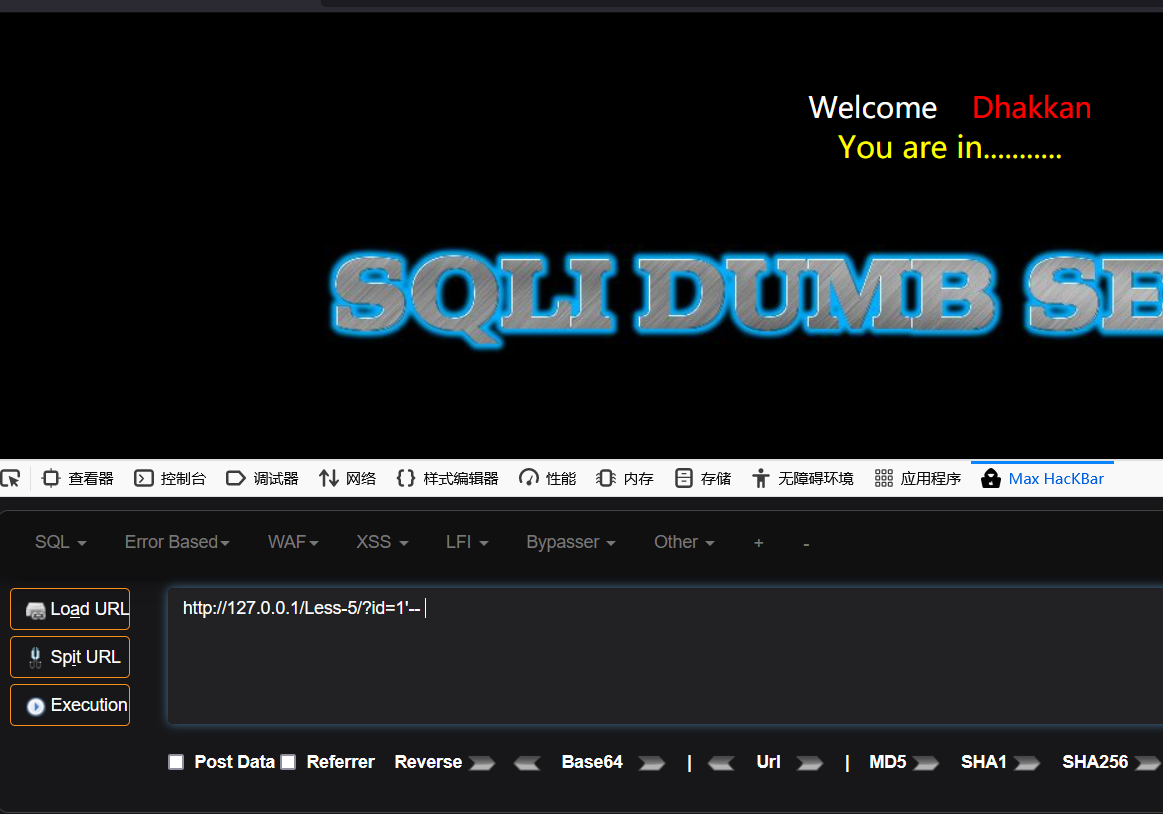 Welcome Dhakkan
You are in...........
SQLI DUMB SE
查看器 控制台 调试器 网络 样式编辑器 性能 内存 存储 无障碍环境 应用程序 Max HacKBar
SQL Error Based WAF XSS LFI Bypasser Other + -
Load URL
http://127.0.0.1/Less-5/?id=1'--
Spit URL
Execution
Post Data Referrer Reverse Base64 | Url | MD5 SHA1 SHA256